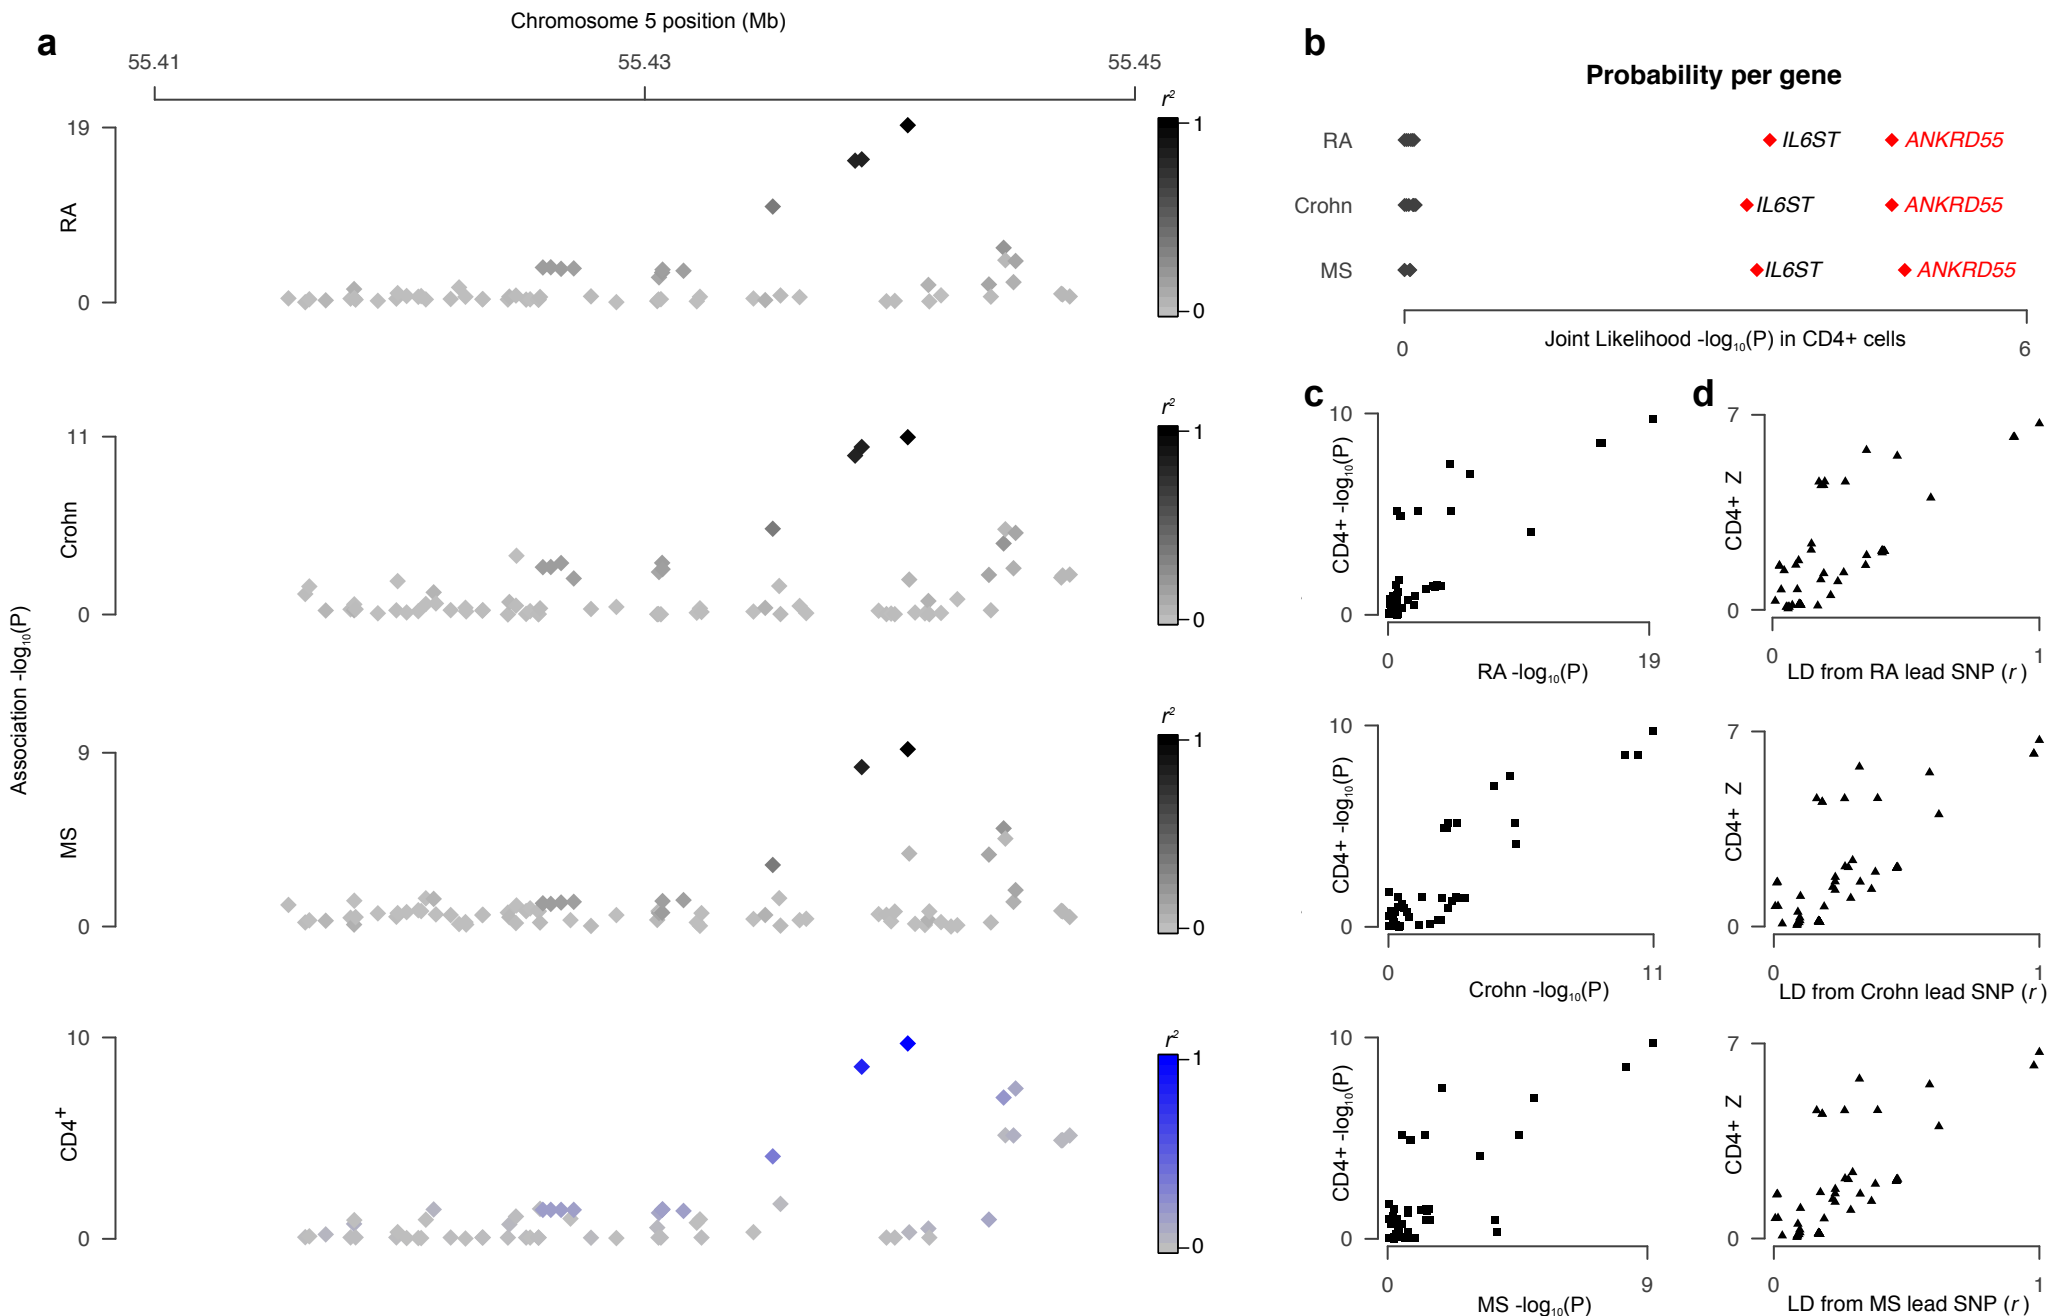 a
Chromosome 5 position (Mb)
55.41 55.43 55.45
Association -log10(P)
RA
19
0
r²
1
0
Crohn
11
0
r²
1
0
MS
9
0
r²
1
0
CD4+
10
0
r²
1
0
b
Probability per gene
RA IL6ST ANKRD55
Crohn IL6ST ANKRD55
MS IL6ST ANKRD55
0 6
Joint Likelihood -log10(P) in CD4+ cells
c
CD4+ -log10(P)
10
0
0 19
RA -log10(P)
CD4+ -log10(P)
10
0
0 11
Crohn -log10(P)
CD4+ -log10(P)
10
0
0 9
MS -log10(P)
d
CD4+ Z
7
0
0 1
LD from RA lead SNP (r)
CD4+ Z
7
0
0 1
LD from Crohn lead SNP (r)
CD4+ Z
7
0
0 1
LD from MS lead SNP (r)